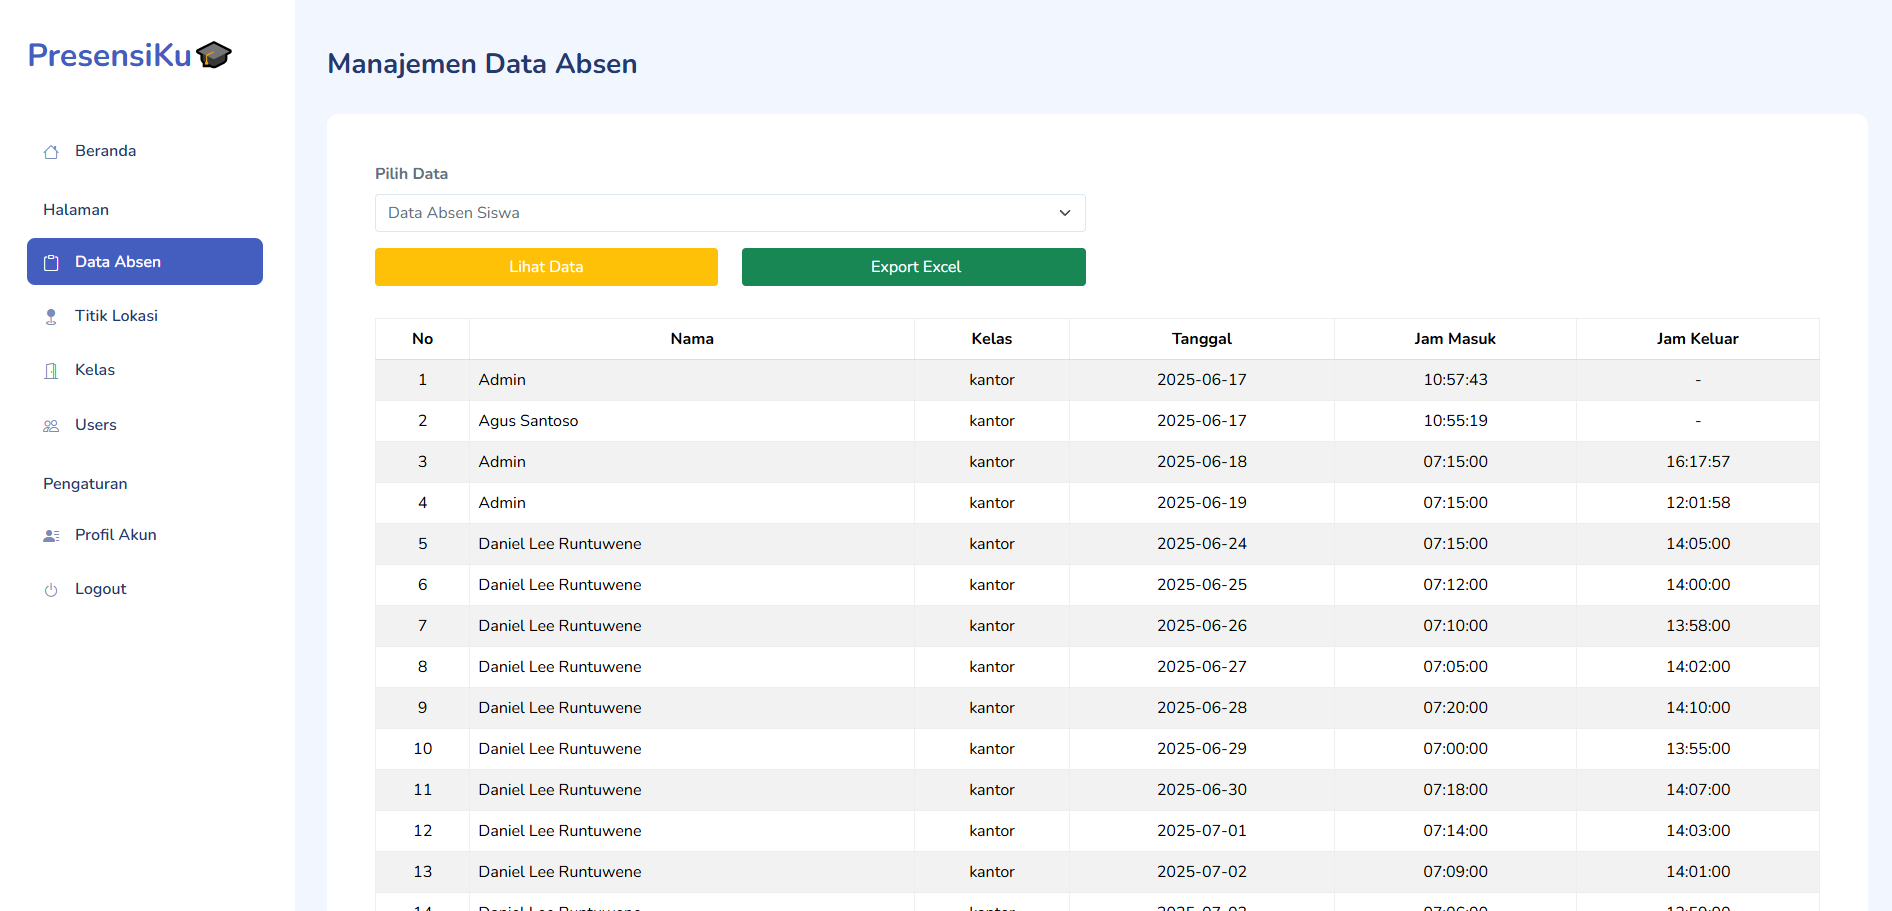 PresensiKu
Beranda
Halaman
Data Absen
Titik Lokasi
Kelas
Users
Pengaturan
Profil Akun
Logout
Manajemen Data Absen
Pilih Data
Data Absen Siswa
Lihat Data Export Excel
No Nama Kelas Tanggal Jam Masuk Jam Keluar
1 Admin kantor 2025-06-17 10:57:43 -
2 Agus Santoso kantor 2025-06-17 10:55:19 -
3 Admin kantor 2025-06-18 07:15:00 16:17:57
4 Admin kantor 2025-06-19 07:15:00 12:01:58
5 Daniel Lee Runtuwene kantor 2025-06-24 07:15:00 14:05:00
6 Daniel Lee Runtuwene kantor 2025-06-25 07:12:00 14:00:00
7 Daniel Lee Runtuwene kantor 2025-06-26 07:10:00 13:58:00
8 Daniel Lee Runtuwene kantor 2025-06-27 07:05:00 14:02:00
9 Daniel Lee Runtuwene kantor 2025-06-28 07:20:00 14:10:00
10 Daniel Lee Runtuwene kantor 2025-06-29 07:00:00 13:55:00
11 Daniel Lee Runtuwene kantor 2025-06-30 07:18:00 14:07:00
12 Daniel Lee Runtuwene kantor 2025-07-01 07:14:00 14:03:00
13 Daniel Lee Runtuwene kantor 2025-07-02 07:09:00 14:01:00